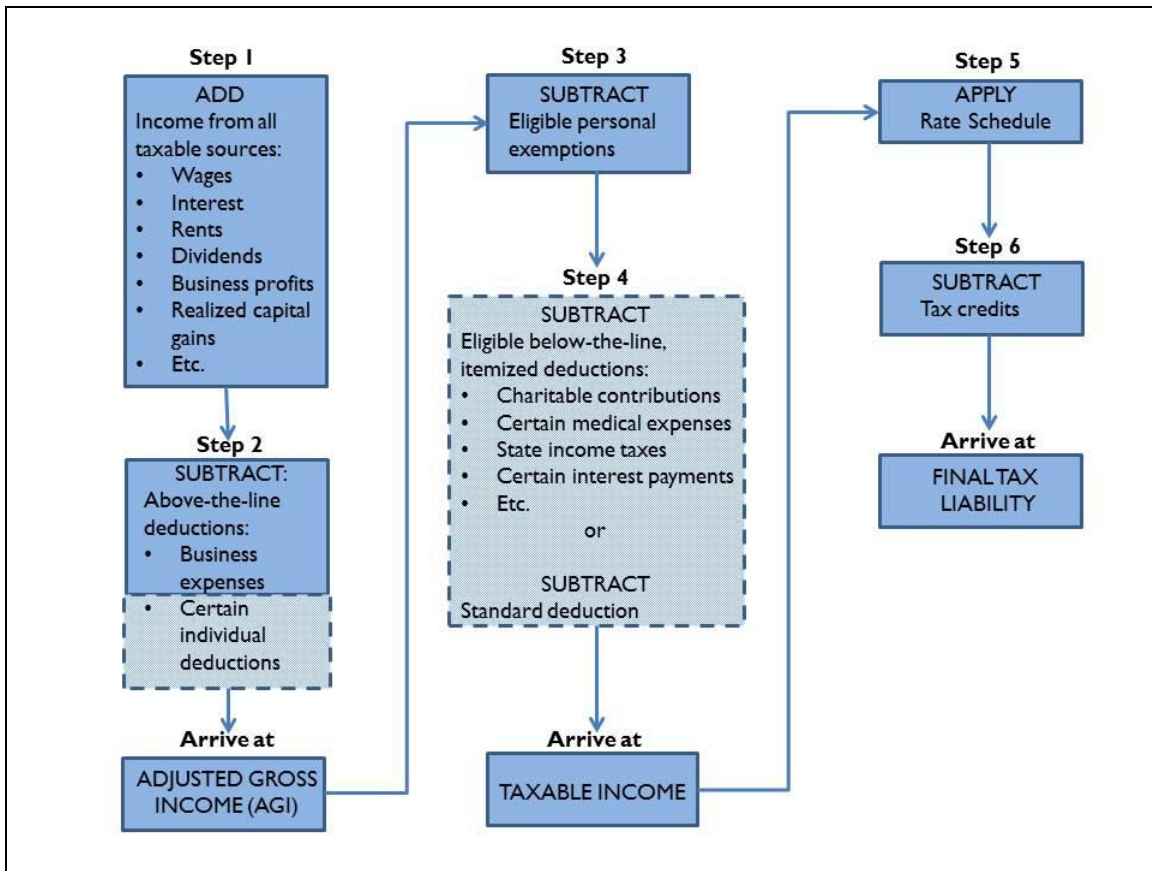 Step 1
ADD
Income from all
taxable sources:
• Wages
• Interest
• Rents
• Dividends
• Business profits
• Realized capital
gains
• Etc.
Step 2
SUBTRACT:
Above-the-line
deductions:
• Business
expenses
• Certain
individual
deductions
Arrive at
ADJUSTED GROSS
INCOME (AGI)
Step 3
SUBTRACT
Eligible personal
exemptions
Step 4
SUBTRACT
Eligible below-the-line,
itemized deductions:
• Charitable contributions
• Certain medical expenses
• State income taxes
• Certain interest payments
• Etc.
or
SUBTRACT
Standard deduction
Arrive at
TAXABLE INCOME
Step 5
APPLY
Rate Schedule
Step 6
SUBTRACT
Tax credits
Arrive at
FINAL TAX
LIABILITY